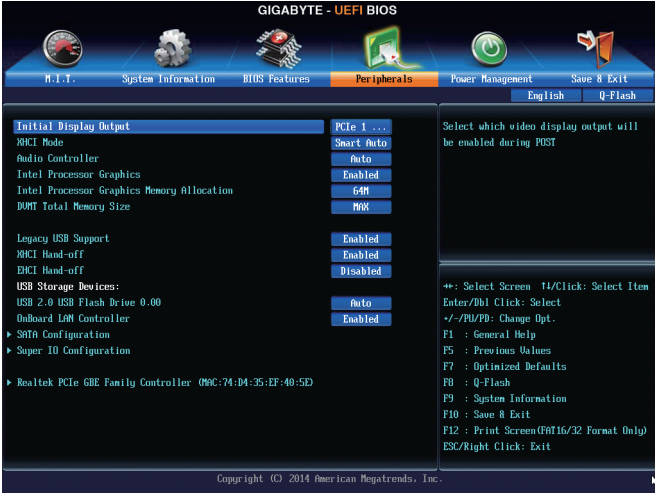 GIGABYTE - UEFI BIOS
M.I.T. System Information BIOS Features Peripherals Power Management Save & Exit
English Q-Flash
Initial Display Output PCIe 1 ...
XHCI Mode Smart Auto
Audio Controller Auto
Intel Processor Graphics Enabled
Intel Processor Graphics Memory Allocation 64M
DVMT Total Memory Size MAX
Legacy USB Support Enabled
XHCI Hand-off Enabled
EHCI Hand-off Disabled
USB Storage Devices:
USB 2.0 USB Flash Drive 0.00 Auto
OnBoard LAN Controller Enabled
SATA Configuration
Super IO Configuration
Realtek PCIe GBE Family Controller (MAC:74:D4:35:EF:40:5E)
Select which video display output will
be enabled during POST
→←: Select Screen ↑↓/Click: Select Item
Enter/Dbl Click: Select
+/-/PU/PD: Change Opt.
F1 : General Help
F5 : Previous Values
F7 : Optimized Defaults
F8 : Q-Flash
F9 : System Information
F10 : Save & Exit
F12 : Print Screen(FAT16/32 Format Only)
ESC/Right Click: Exit
Copyright (C) 2014 American Megatrends, Inc.